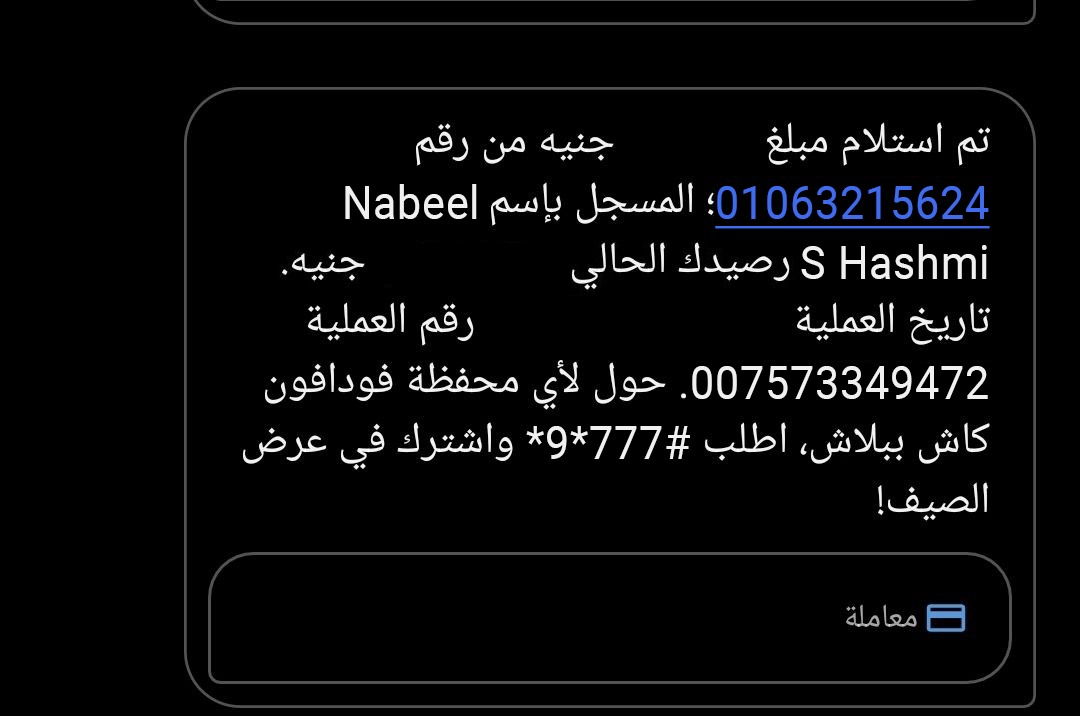 تم استلام مبلغ جنيه من رقم
01063215624؛ المسجل بإسم Nabeel
S Hashmi رصيدك الحالي جنيه.
تاريخ العملية رقم العملية
007573349472. حول لأي محفظة فودافون
كاش ببلاش، اطلب #777*9* واشترك في عرض
الصيف!
معاملة